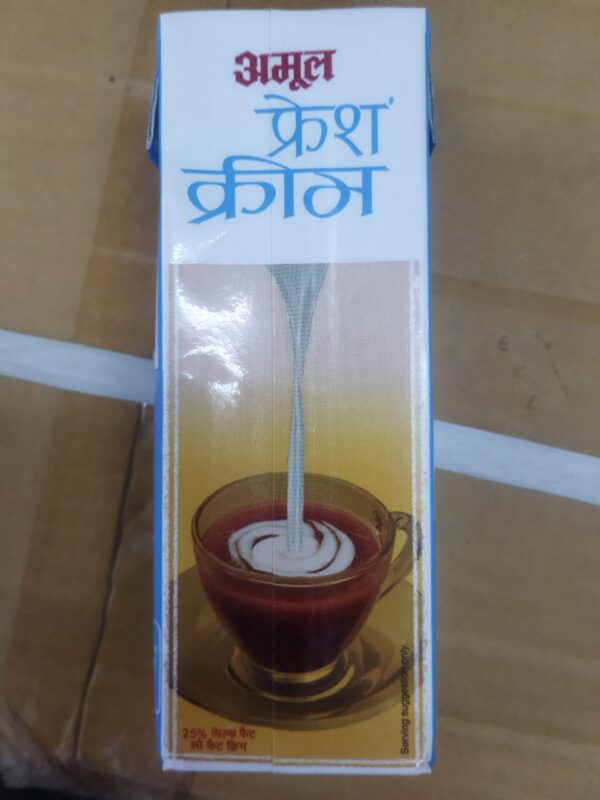 अमूल
फ्रेश
क्रीम
25% मिल्क फैट
लो फैट क्रिम
Serving suggestion only.